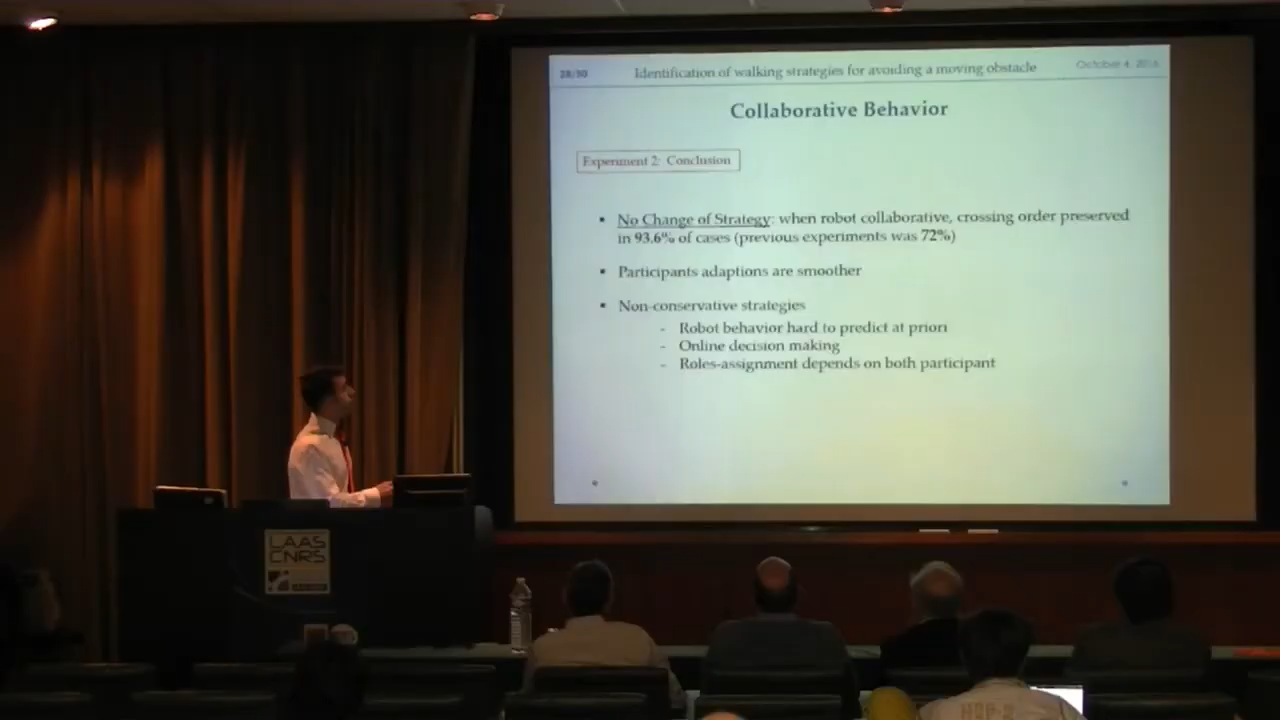 28/30
Identification of walking strategies for avoiding a moving obstacle
October 4, 2016
Collaborative Behavior
Experiment 2: Conclusion
▪ No Change of Strategy: when robot collaborative, crossing order preserved
in 93.6% of cases (previous experiments was 72%)
▪ Participants adaptions are smoother
▪ Non-conservative strategies
- Robot behavior hard to predict at priori
- Online decision making
- Roles-assignment depends on both participant
LAAS
CNRS
HRP-2